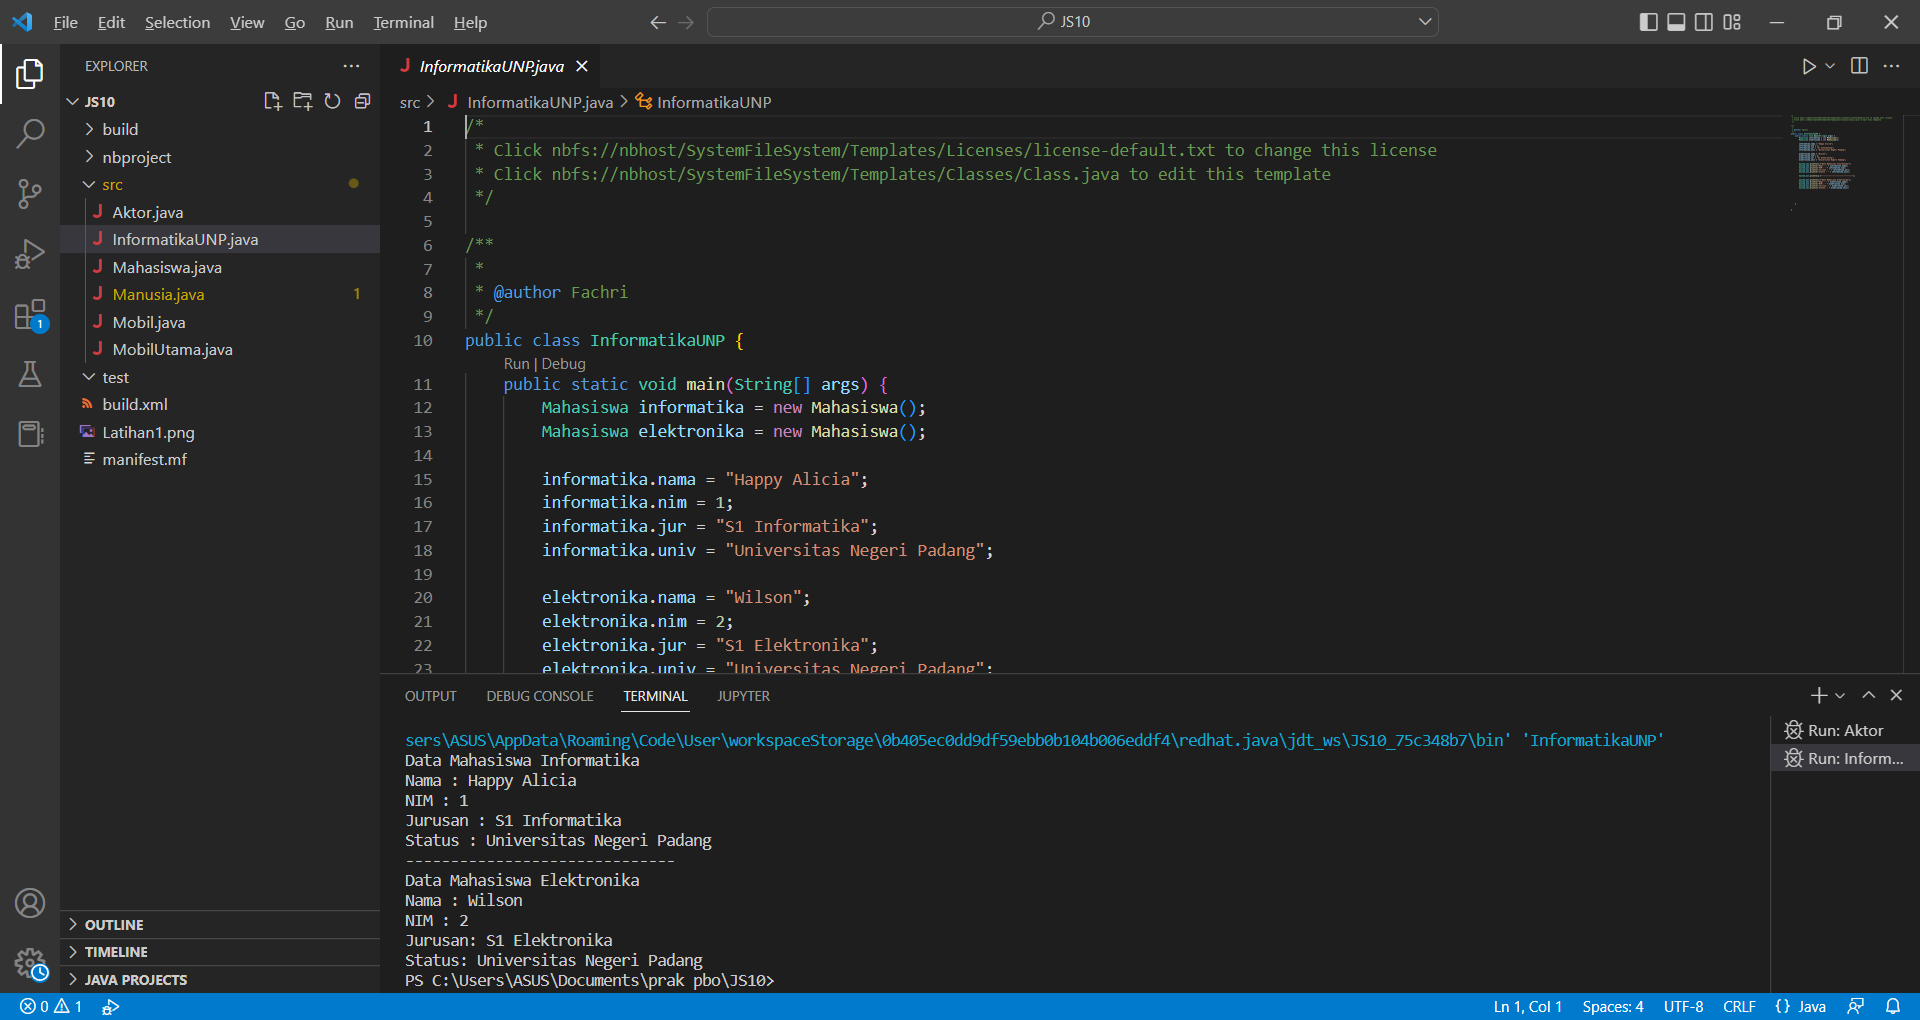 File Edit Selection View Go Run Terminal Help
JS10
EXPLORER
JS10
build
nbproject
src
Aktor.java
InformatikaUNP.java
Mahasiswa.java
Manusia.java 1
Mobil.java
MobilUtama.java
test
build.xml
Latihan1.png
manifest.mf
OUTLINE
TIMELINE
JAVA PROJECTS
1
InformatikaUNP.java
src > InformatikaUNP.java > InformatikaUNP
1 /*
2 * Click nbfs://nbhost/SystemFileSystem/Templates/Licenses/license-default.txt to change this license
3 * Click nbfs://nbhost/SystemFileSystem/Templates/Classes/Class.java to edit this template
4 */
5
6 /**
7 *
8 * @author Fachri
9 */
10 public class InformatikaUNP {
Run | Debug
11 public static void main(String[] args) {
12 Mahasiswa informatika = new Mahasiswa();
13 Mahasiswa elektronika = new Mahasiswa();
14
15 informatika.nama = "Happy Alicia";
16 informatika.nim = 1;
17 informatika.jur = "S1 Informatika";
18 informatika.univ = "Universitas Negeri Padang";
19
20 elektronika.nama = "Wilson";
21 elektronika.nim = 2;
22 elektronika.jur = "S1 Elektronika";
23 elektronika.univ = "Universitas Negeri Padang";
OUTPUT DEBUG CONSOLE TERMINAL JUPYTER
sers\ASUS\AppData\Roaming\Code\User\workspaceStorage\0b405ec0dd9df59ebb0b104b006eddf4\redhat.java\jdt_ws\JS10_75c348b7\bin' 'InformatikaUNP'
Data Mahasiswa Informatika
Nama : Happy Alicia
NIM : 1
Jurusan : S1 Informatika
Status : Universitas Negeri Padang
------------------------------
Data Mahasiswa Elektronika
Nama : Wilson
NIM : 2
Jurusan: S1 Elektronika
Status: Universitas Negeri Padang
PS C:\Users\ASUS\Documents\prak pbo\JS10>
Run: Aktor
Run: Inform...
0 1
Ln 1, Col 1 Spaces: 4 UTF-8 CRLF {} Java